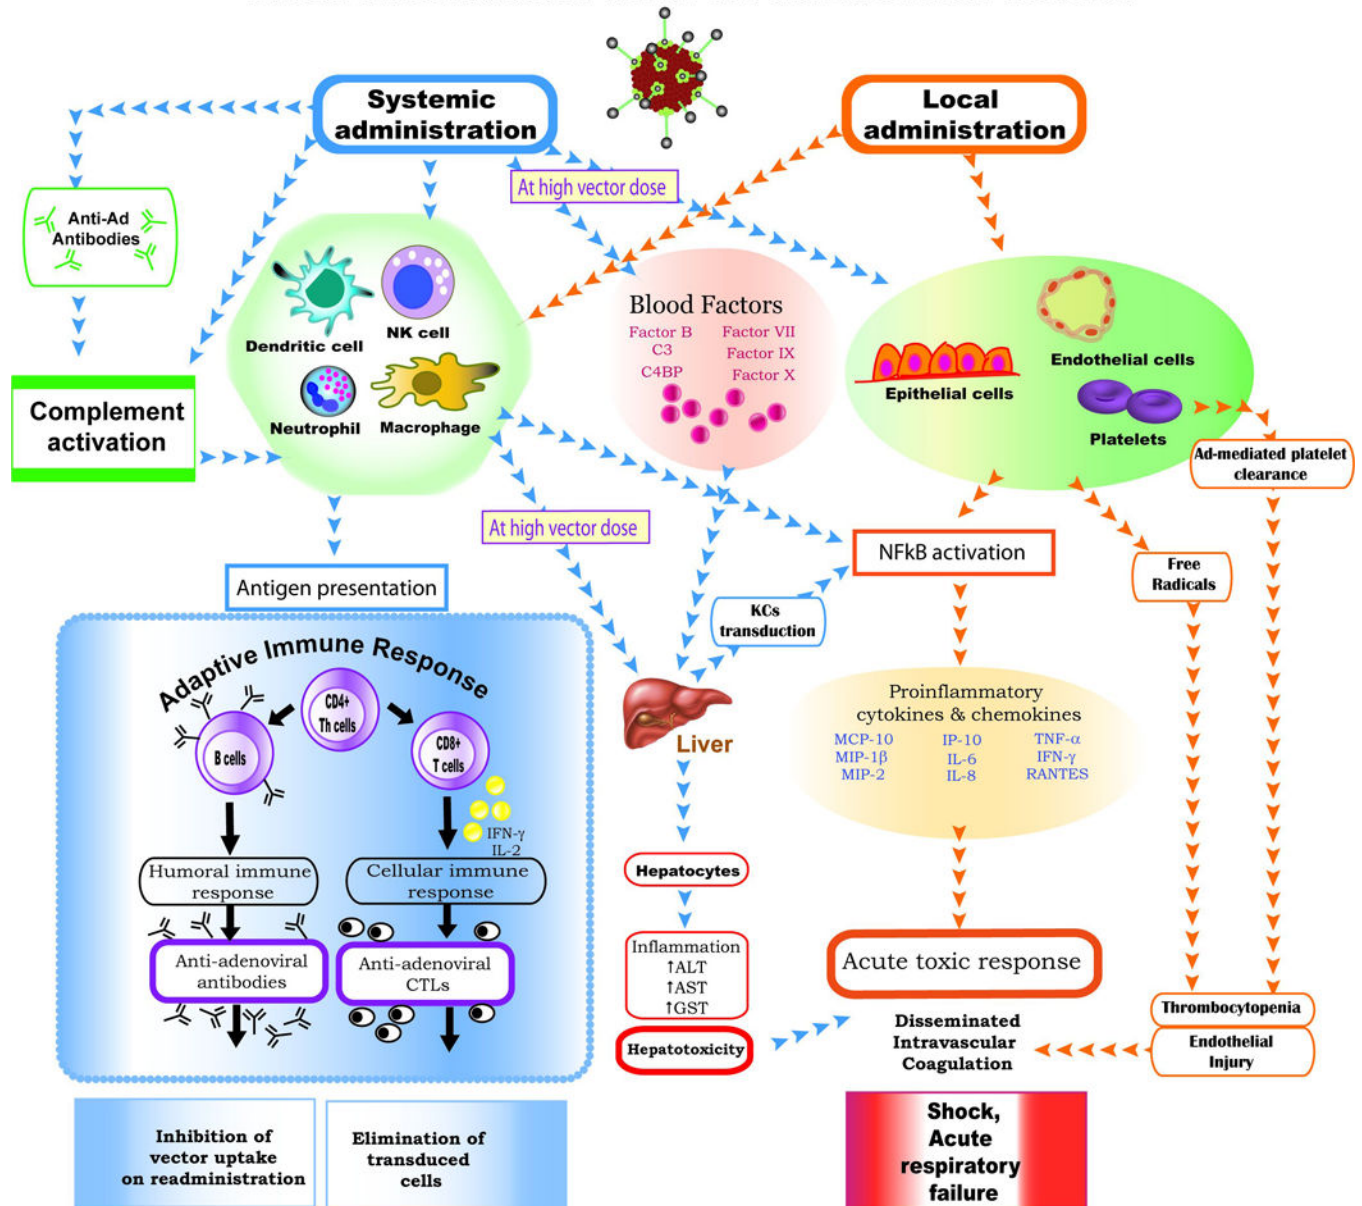 Systemic
administration
Local
administration
At high vector dose
Anti-Ad
Antibodies
Dendritic cell
NK cell
Neutrophil
Macrophage
Blood Factors
Factor B
C3
C4BP
Factor VII
Factor IX
Factor X
Endothelial cells
Epithelial cells
Platelets
Complement
activation
Ad-mediated platelet
clearance
At high vector dose
NFkB activation
Free
Radicals
Antigen presentation
KCs
transduction
Adaptive Immune Response
CD4+
Th cells
B cells
CD8+
T cells
IFN-γ
IL-2
Liver
Proinflammatory
cytokines & chemokines
MCP-10
MIP-1β
MIP-2
IP-10
IL-6
IL-8
TNF-α
IFN-γ
RANTES
Humoral immune
response
Cellular immune
response
Hepatocytes
Anti-adenoviral
antibodies
Anti-adenoviral
CTLs
Inflammation
↑ALT
↑AST
↑GST
Hepatotoxicity
Acute toxic response
Disseminated
Intravascular
Coagulation
Thrombocytopenia
Endothelial
Injury
Inhibition of
vector uptake
on readministration
Elimination of
transduced
cells
Shock,
Acute
respiratory
failure